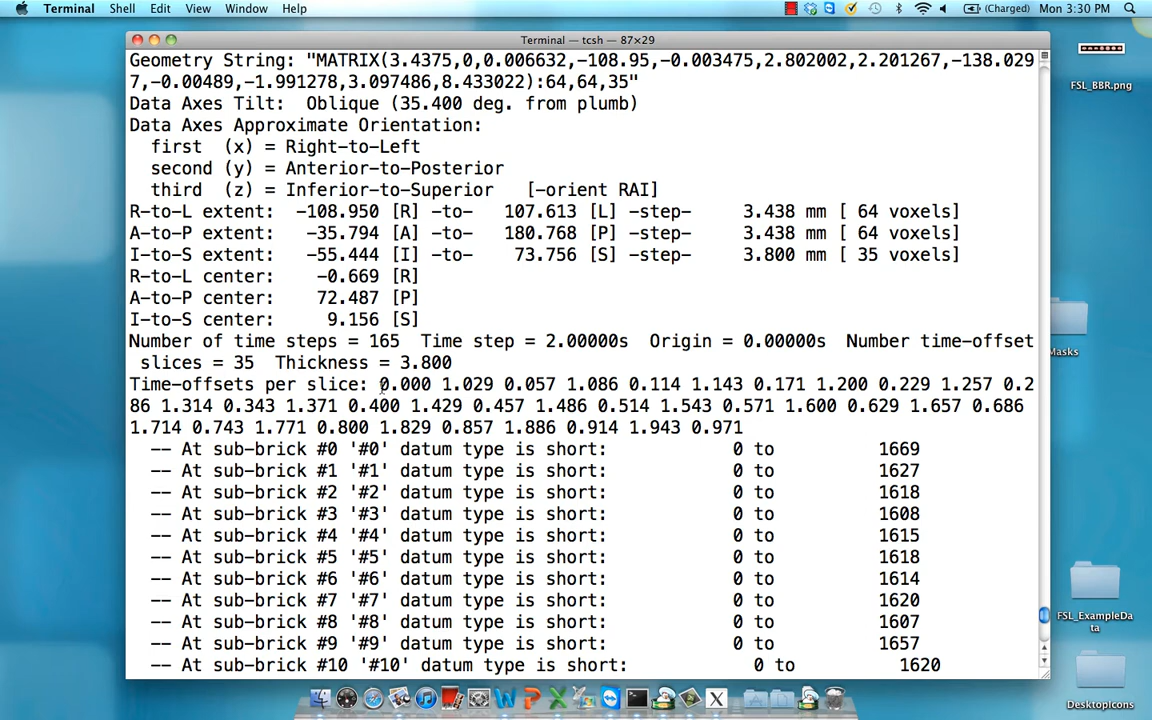 Terminal Shell Edit View Window Help (Charged) Mon 3:30 PM
Terminal — tcsh — 87×29
Geometry String: "MATRIX(3.4375,0,0.006632,-108.95,-0.003475,2.802002,2.201267,-138.029
7,-0.00489,-1.991278,3.097486,8.433022):64,64,35"
Data Axes Tilt:  Oblique (35.400 deg. from plumb)
Data Axes Approximate Orientation:
  first  (x) = Right-to-Left
  second (y) = Anterior-to-Posterior
  third  (z) = Inferior-to-Superior   [-orient RAI]
R-to-L extent:  -108.950 [R] -to-   107.613 [L] -step-     3.438 mm [ 64 voxels]
A-to-P extent:   -35.794 [A] -to-   180.768 [P] -step-     3.438 mm [ 64 voxels]
I-to-S extent:   -55.444 [I] -to-    73.756 [S] -step-     3.800 mm [ 35 voxels]
R-to-L center:    -0.669 [R]
A-to-P center:    72.487 [P]
I-to-S center:     9.156 [S]
Number of time steps = 165  Time step = 2.00000s  Origin = 0.00000s  Number time-offset
 slices = 35  Thickness = 3.800
Time-offsets per slice: 0.000 1.029 0.057 1.086 0.114 1.143 0.171 1.200 0.229 1.257 0.2
86 1.314 0.343 1.371 0.400 1.429 0.457 1.486 0.514 1.543 0.571 1.600 0.629 1.657 0.686
1.714 0.743 1.771 0.800 1.829 0.857 1.886 0.914 1.943 0.971
  -- At sub-brick #0 '#0' datum type is short:            0 to          1669
  -- At sub-brick #1 '#1' datum type is short:            0 to          1627
  -- At sub-brick #2 '#2' datum type is short:            0 to          1618
  -- At sub-brick #3 '#3' datum type is short:            0 to          1608
  -- At sub-brick #4 '#4' datum type is short:            0 to          1615
  -- At sub-brick #5 '#5' datum type is short:            0 to          1618
  -- At sub-brick #6 '#6' datum type is short:            0 to          1614
  -- At sub-brick #7 '#7' datum type is short:            0 to          1620
  -- At sub-brick #8 '#8' datum type is short:            0 to          1607
  -- At sub-brick #9 '#9' datum type is short:            0 to          1657
  -- At sub-brick #10 '#10' datum type is short:            0 to          1620
FSL_BBR.png
Masks
FSL_ExampleDa
ta
DesktopIcons